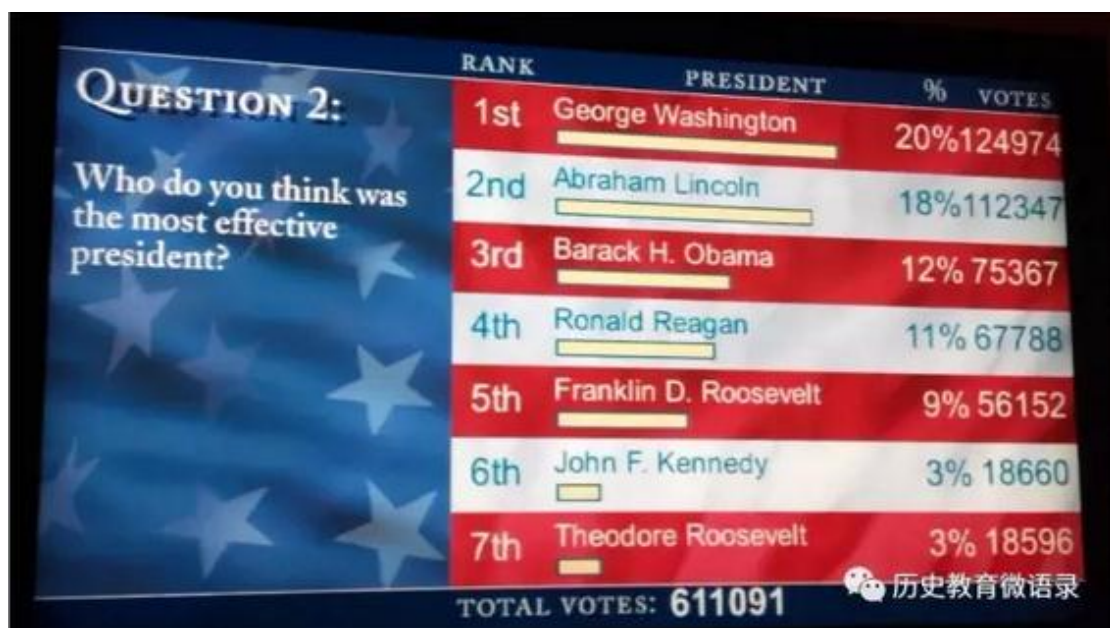 QUESTION 2:
Who do you think was
the most effective
president?
RANK PRESIDENT % VOTES
1st George Washington 20% 124974
2nd Abraham Lincoln 18% 112347
3rd Barack H. Obama 12% 75367
4th Ronald Reagan 11% 67788
5th Franklin D. Roosevelt 9% 56152
6th John F. Kennedy 3% 18660
7th Theodore Roosevelt 3% 18596
TOTAL VOTES: 611091
历史教育微语录